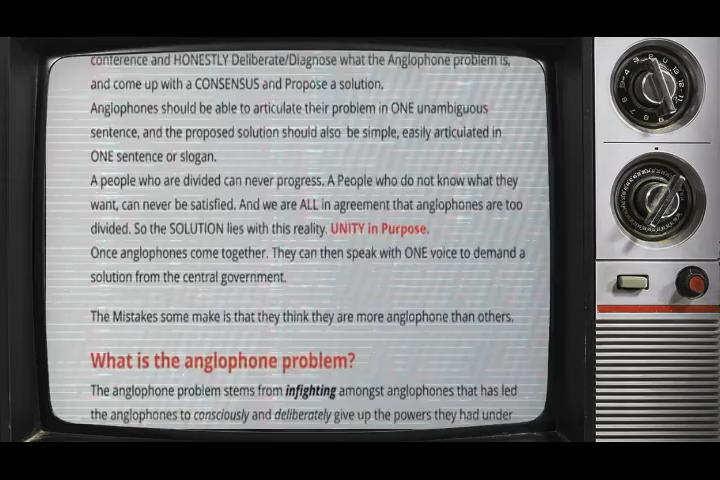 conference and HONESTLY Deliberate/Diagnose what the Anglophone problem is,
and come up with a CONSENSUS and Propose a solution.
Anglophones should be able to articulate their problem in ONE unambiguous
sentence, and the proposed solution should also be simple, easily articulated in
ONE sentence or slogan.
A people who are divided can never progress. A People who do not know what they
want, can never be satisfied. And we are ALL in agreement that anglophones are too
divided. So the SOLUTION lies with this reality. UNITY in Purpose.
Once anglophones come together. They can then speak with ONE voice to demand a
solution from the central government.
The Mistakes some make is that they think they are more anglophone than others.
What is the anglophone problem?
The anglophone problem stems from infighting amongst anglophones that has led
the anglophones to consciously and deliberately give up the powers they had under